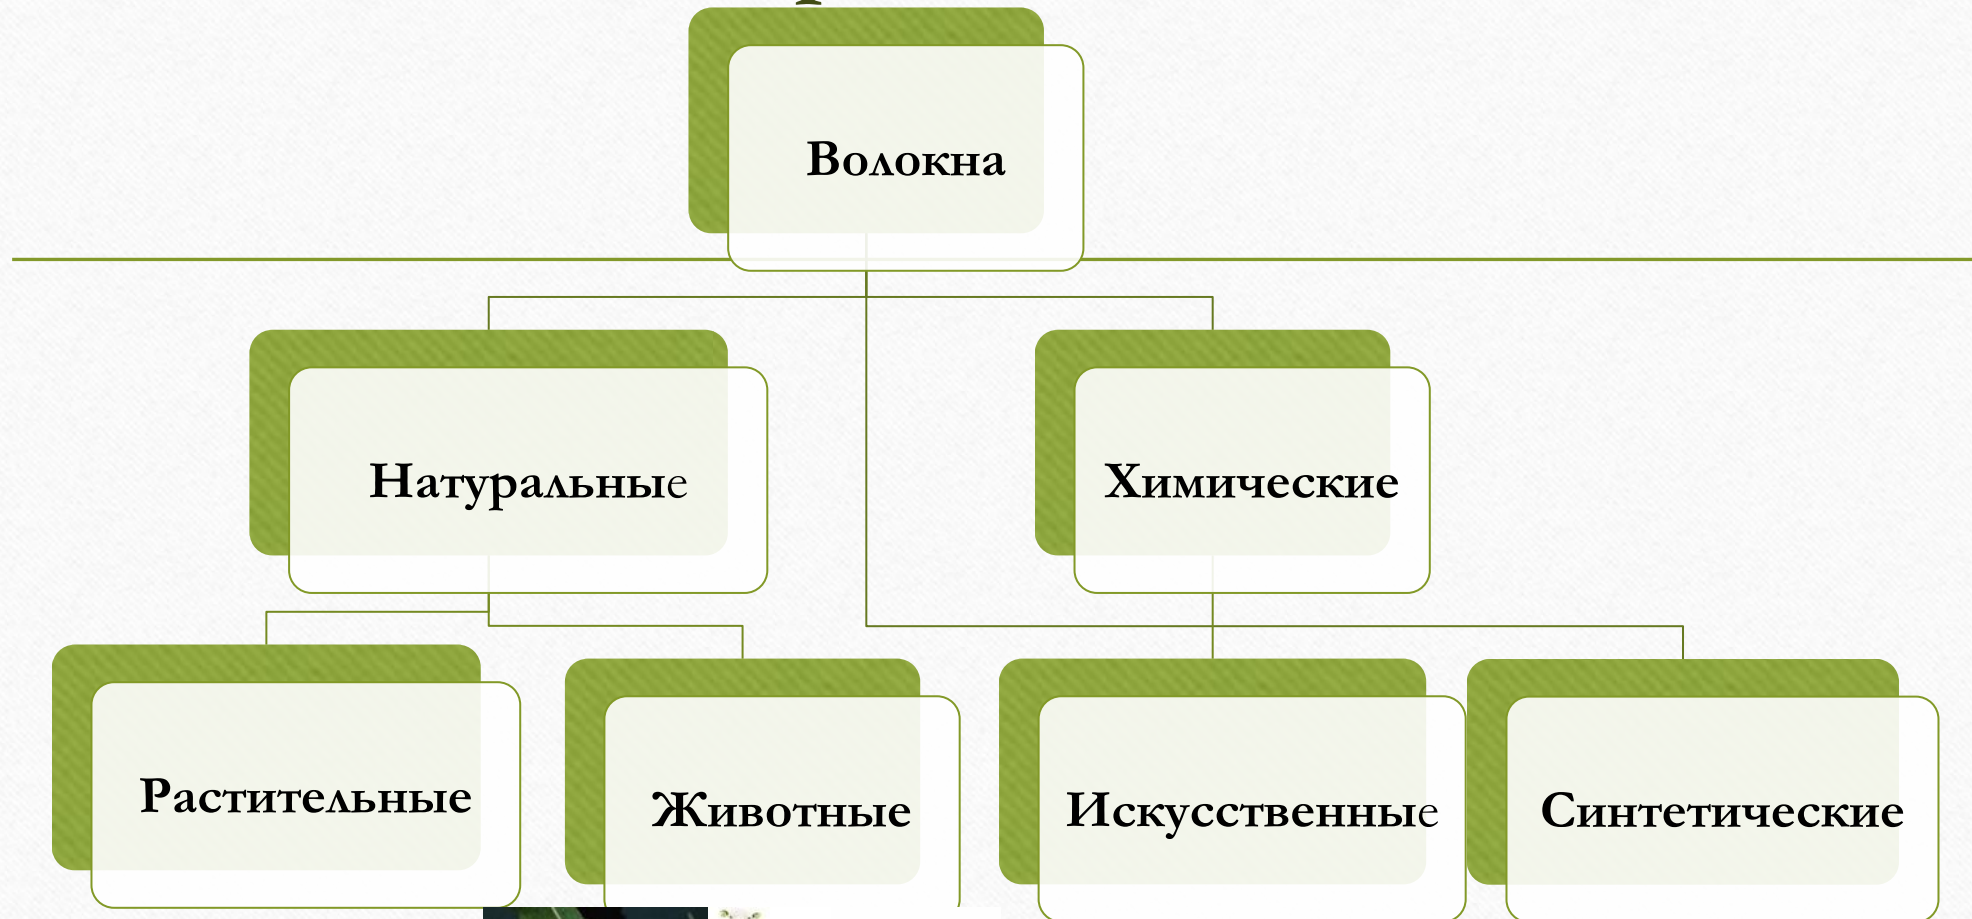 Волокна
Натуральные
Химические
Растительные
Животные
Искусственные
Синтетические